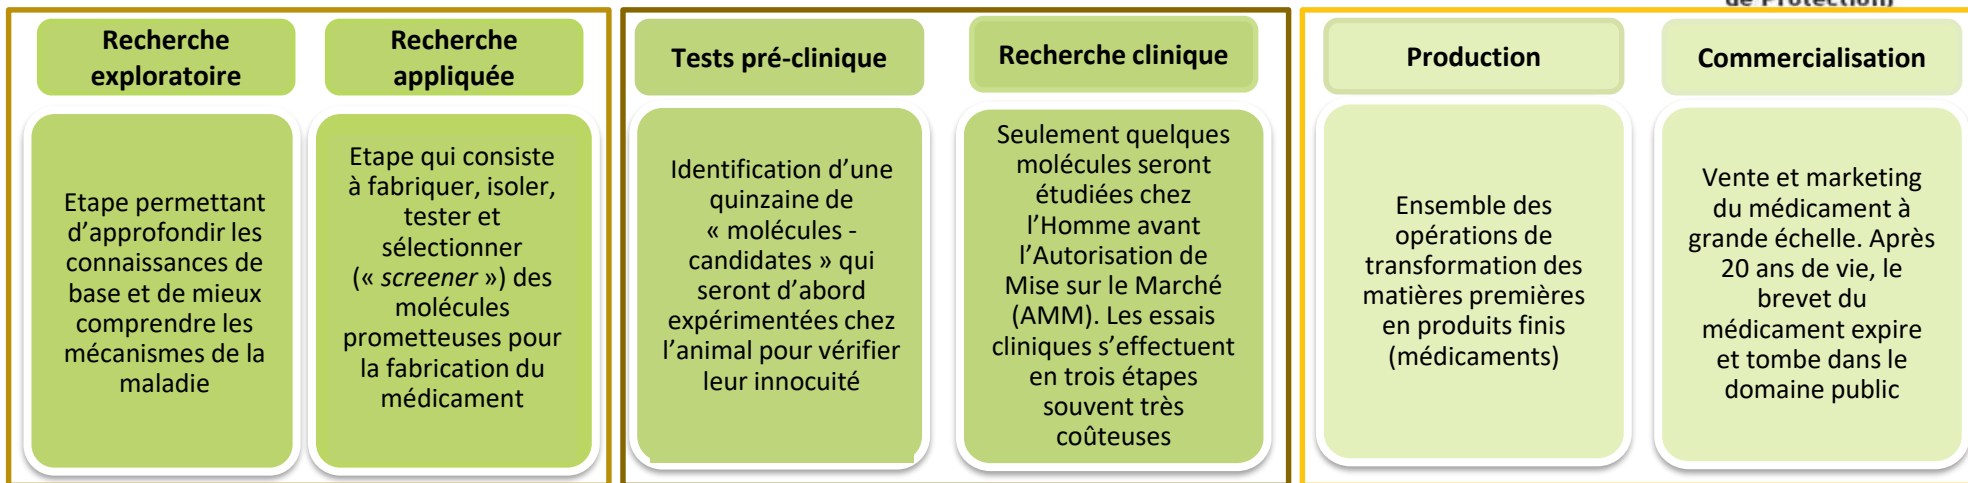 de Protection)
Recherche
exploratoire
Etape permettant
d’approfondir les
connaissances de
base et de mieux
comprendre les
mécanismes de la
maladie
Recherche
appliquée
Etape qui consiste
à fabriquer, isoler,
tester et
sélectionner
(« screener ») des
molécules
prometteuses pour
la fabrication du
médicament
Tests pré-clinique
Identification d’une
quinzaine de
« molécules -
candidates » qui
seront d’abord
expérimentées chez
l’animal pour vérifier
leur innocuité
Recherche clinique
Seulement quelques
molécules seront
étudiées chez
l’Homme avant
l’Autorisation de
Mise sur le Marché
(AMM). Les essais
cliniques s’effectuent
en trois étapes
souvent très
coûteuses
Production
Ensemble des
opérations de
transformation des
matières premières
en produits finis
(médicaments)
Commercialisation
Vente et marketing
du médicament à
grande échelle. Après
20 ans de vie, le
brevet du
médicament expire
et tombe dans le
domaine public